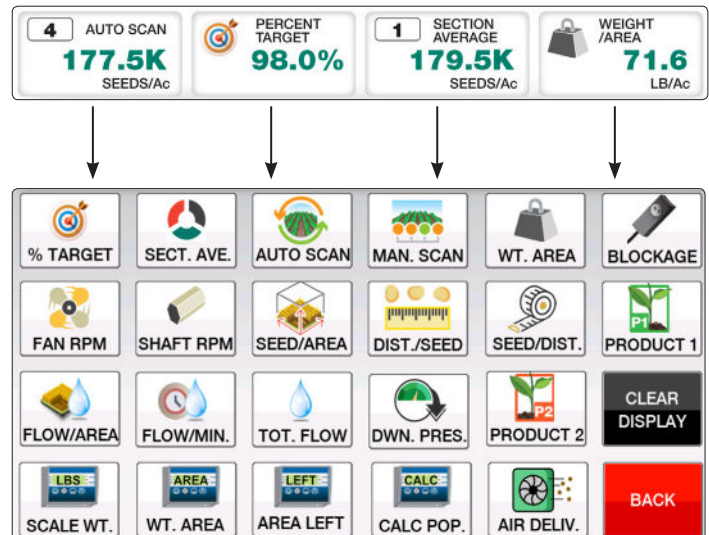 4 AUTO SCAN
177.5K
SEEDS/Ac
PERCENT
TARGET
98.0%
1 SECTION
AVERAGE
179.5K
SEEDS/Ac
WEIGHT
/AREA
71.6
LB/Ac
% TARGET
SECT. AVE.
AUTO SCAN
MAN. SCAN
WT. AREA
BLOCKAGE
FAN RPM
SHAFT RPM
SEED/AREA
DIST./SEED
SEED/DIST.
P1
PRODUCT 1
FLOW/AREA
FLOW/MIN.
TOT. FLOW
DWN. PRES.
P2
PRODUCT 2
CLEAR
DISPLAY
LBS
SCALE WT.
AREA
WT. AREA
LEFT
AREA LEFT
CALC
CALC POP.
AIR DELIV.
BACK